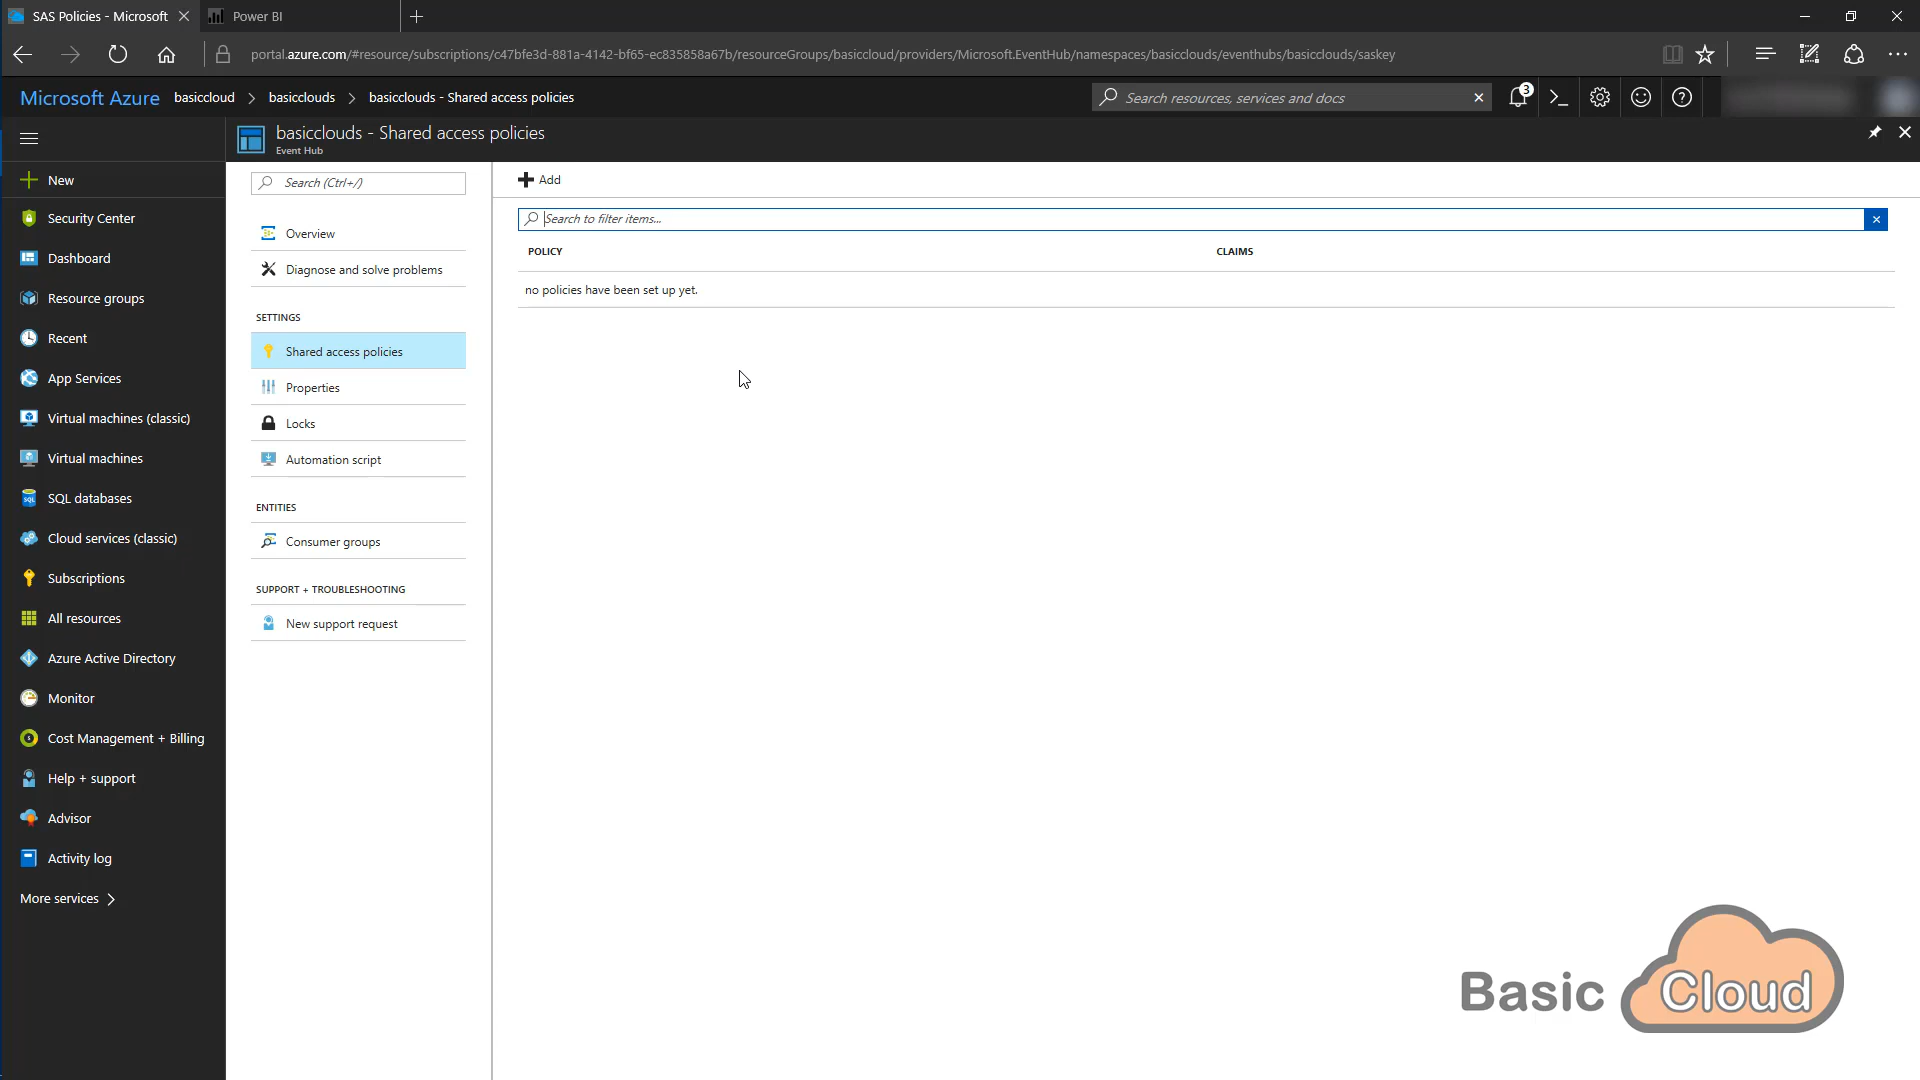 SAS Policies - Microsoft
Power BI
portal.azure.com/#resource/subscriptions/c47bfe3d-881a-4142-bf65-ec835858a67b/resourceGroups/basiccloud/providers/Microsoft.EventHub/namespaces/basicclouds/eventhubs/basicclouds/saskey
Microsoft Azure basiccloud > basicclouds > basicclouds - Shared access policies
Search resources, services and docs
3
basicclouds - Shared access policies
Event Hub
New
Security Center
Dashboard
Resource groups
Recent
App Services
Virtual machines (classic)
Virtual machines
SQL databases
Cloud services (classic)
Subscriptions
All resources
Azure Active Directory
Monitor
Cost Management + Billing
Help + support
Advisor
Activity log
More services >
Search (Ctrl+/)
Overview
Diagnose and solve problems
SETTINGS
Shared access policies
Properties
Locks
Automation script
ENTITIES
Consumer groups
SUPPORT + TROUBLESHOOTING
New support request
Add
Search to filter items...
POLICY
CLAIMS
no policies have been set up yet.
Basic Cloud